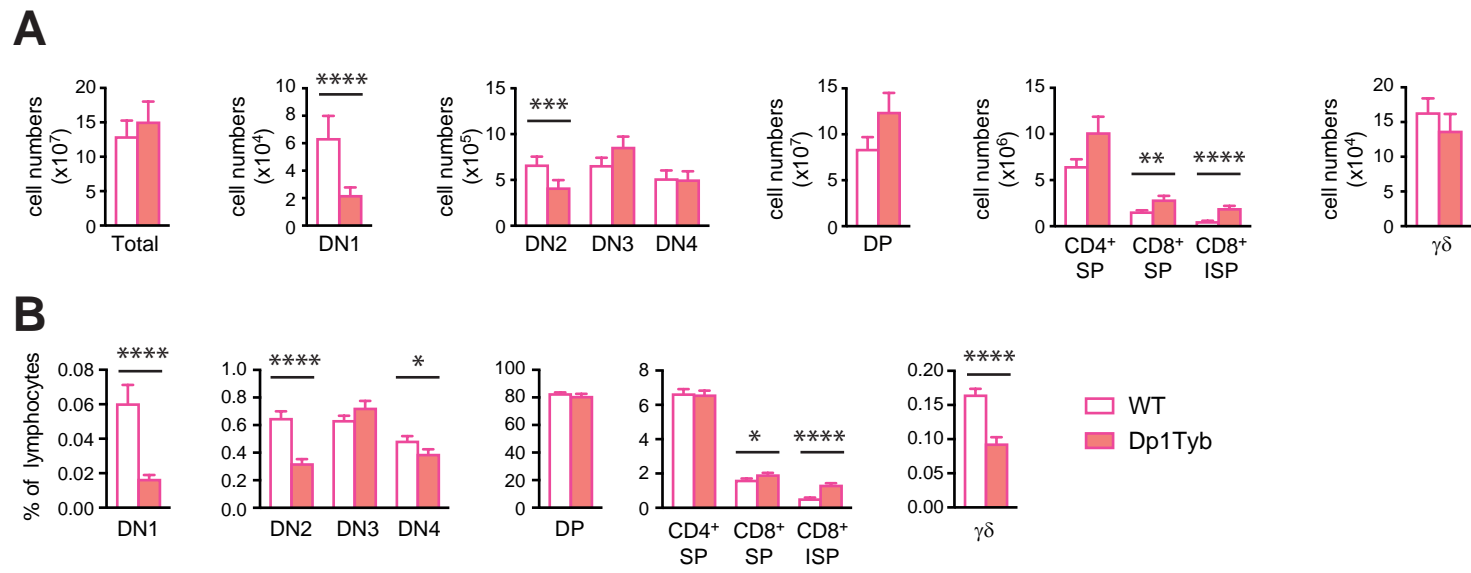 A
cell numbers
(x10⁷)
20
15
10
5
0
Total
cell numbers
(x10⁴)
10
8
6
4
2
0
****
DN1
cell numbers
(x10⁵)
15
10
5
0
***
DN2 DN3 DN4
cell numbers
(x10⁷)
15
10
5
0
DP
cell numbers
(x10⁶)
15
10
5
0
** ****
CD4⁺ CD8⁺ CD8⁺
SP SP ISP
cell numbers
(x10⁴)
20
15
10
5
0
γδ
B
% of lymphocytes
0.08
0.06
0.04
0.02
0.00
****
DN1
1.0
0.8
0.6
0.4
0.2
0.0
**** *
DN2 DN3 DN4
100
80
60
40
20
0
DP
8
6
4
2
0
* ****
CD4⁺ CD8⁺ CD8⁺
SP SP ISP
0.20
0.15
0.10
0.05
0.00
****
γδ
WT
Dp1Tyb